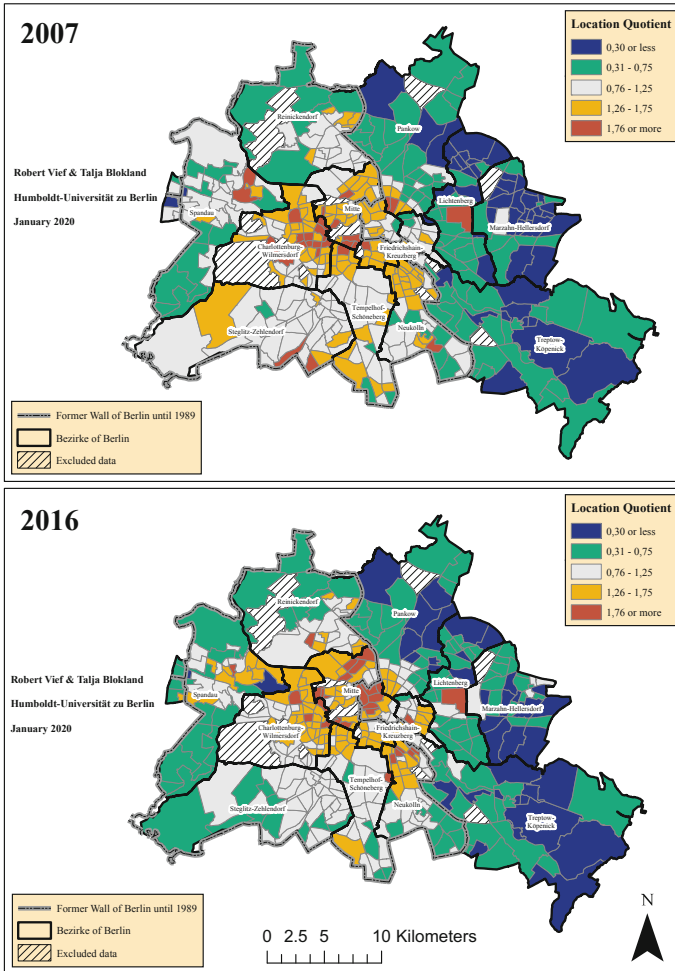 2007
Location Quotient
0,30 or less
0,31 - 0,75
0,76 - 1,25
1,26 - 1,75
1,76 or more
Robert Vief & Talja Blokland
Humboldt-Universität zu Berlin
January 2020
Reinickendorf
Pankow
Spandau
Mitte
Lichtenberg
Marzahn-Hellersdorf
Charlottenburg-
Wilmersdorf
Friedrichshain-
Kreuzberg
Tempelhof-
Schöneberg
Steglitz-Zehlendorf
Neukölln
Treptow-
Köpenick
Former Wall of Berlin until 1989
Bezirke of Berlin
Excluded data
2016
Location Quotient
0,30 or less
0,31 - 0,75
0,76 - 1,25
1,26 - 1,75
1,76 or more
Robert Vief & Talja Blokland
Humboldt-Universität zu Berlin
January 2020
Reinickendorf
Pankow
Spandau
Mitte
Lichtenberg
Marzahn-Hellersdorf
Charlottenburg-
Wilmersdorf
Friedrichshain-
Kreuzberg
Tempelhof-
Schöneberg
Steglitz-Zehlendorf
Neukölln
Treptow-
Köpenick
Former Wall of Berlin until 1989
Bezirke of Berlin
Excluded data
0 2.5 5 10 Kilometers
N